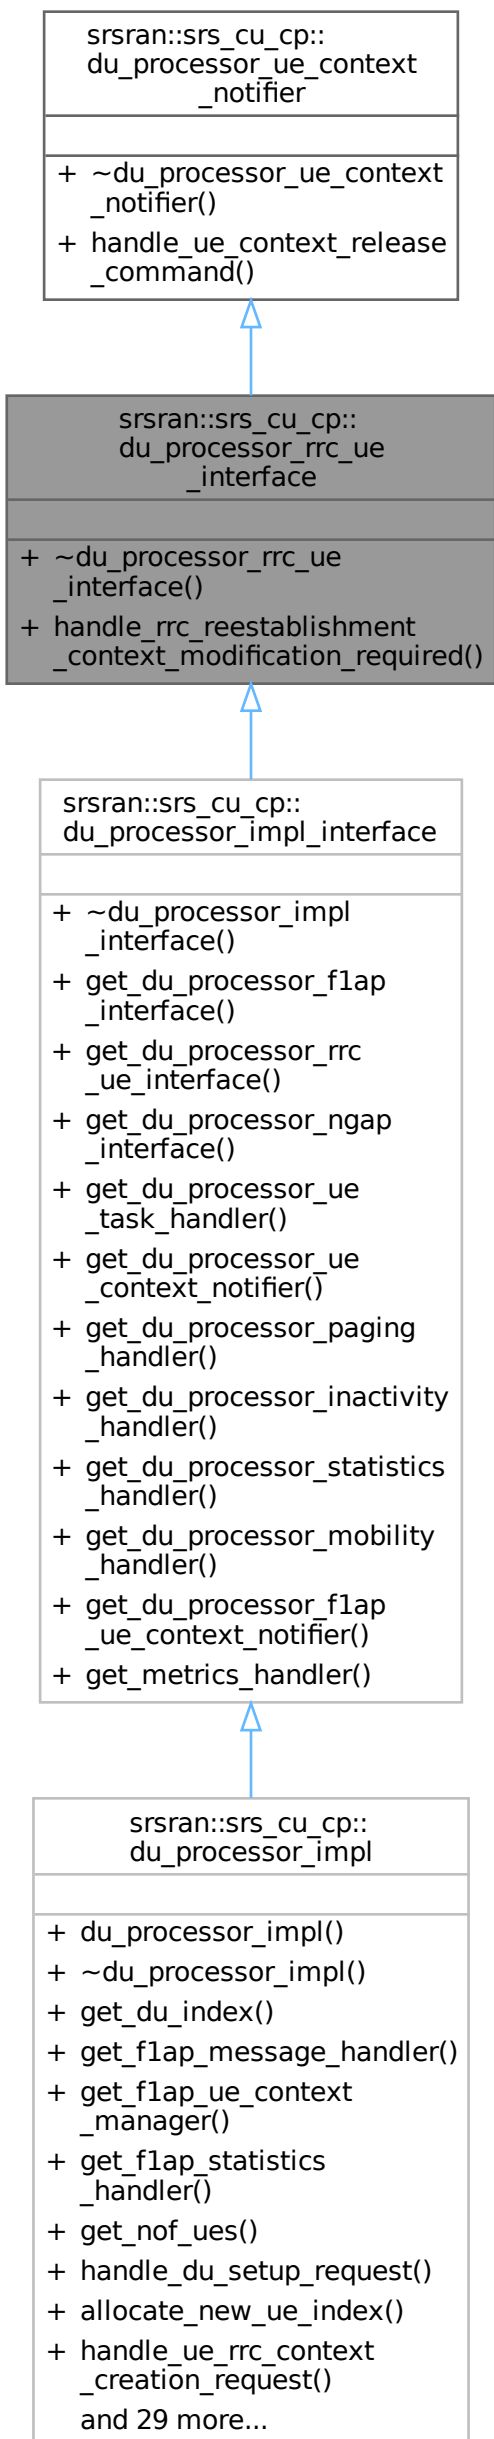 srsran::srs_cu_cp::
du_processor_ue_context
_notifier
+ ~du_processor_ue_context
_notifier()
+ handle_ue_context_release
_command()
srsran::srs_cu_cp::
du_processor_rrc_ue
_interface
+ ~du_processor_rrc_ue
_interface()
+ handle_rrc_reestablishment
_context_modification_required()
srsran::srs_cu_cp::
du_processor_impl_interface
+ ~du_processor_impl
_interface()
+ get_du_processor_f1ap
_interface()
+ get_du_processor_rrc
_ue_interface()
+ get_du_processor_ngap
_interface()
+ get_du_processor_ue
_task_handler()
+ get_du_processor_ue
_context_notifier()
+ get_du_processor_paging
_handler()
+ get_du_processor_inactivity
_handler()
+ get_du_processor_statistics
_handler()
+ get_du_processor_mobility
_handler()
+ get_du_processor_f1ap
_ue_context_notifier()
+ get_metrics_handler()
srsran::srs_cu_cp::
du_processor_impl
+ du_processor_impl()
+ ~du_processor_impl()
+ get_du_index()
+ get_f1ap_message_handler()
+ get_f1ap_ue_context
_manager()
+ get_f1ap_statistics
_handler()
+ get_nof_ues()
+ handle_du_setup_request()
+ allocate_new_ue_index()
+ handle_ue_rrc_context
_creation_request()
and 29 more...